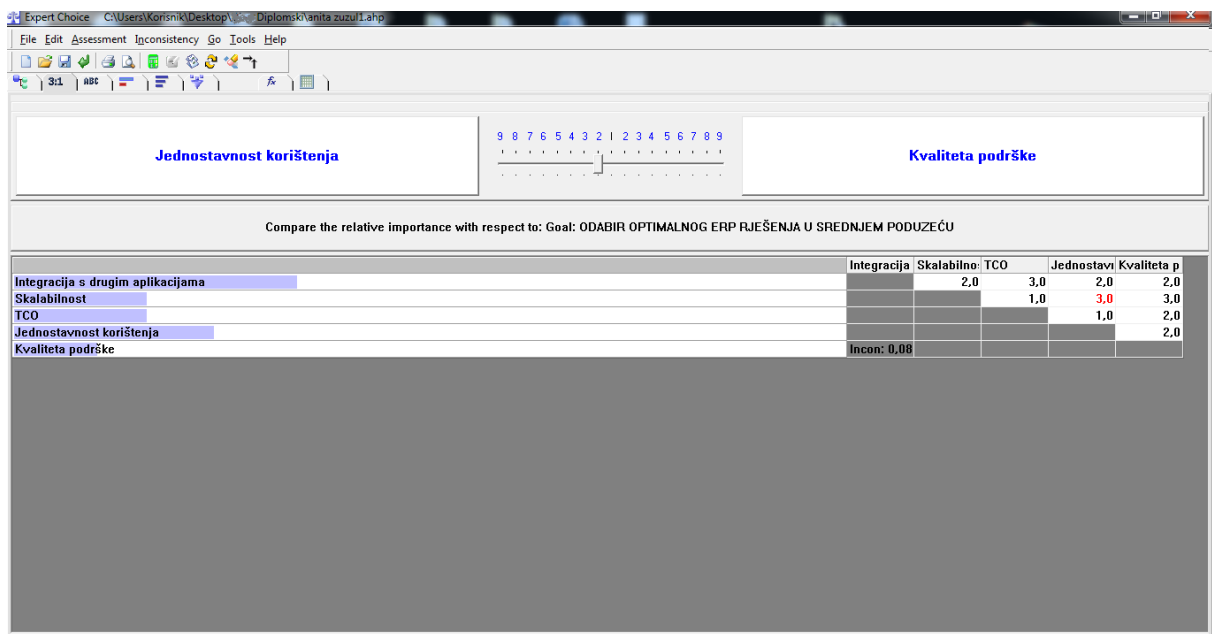 Expert Choice C:\Users\Korisnik\Desktop\ Diplomski\anita zuzul1.ahp
File Edit Assessment Inconsistency Go Tools Help
3:1 ABC fx
Jednostavnost korištenja
9 8 7 6 5 4 3 2 1 2 3 4 5 6 7 8 9
Kvaliteta podrške
Compare the relative importance with respect to: Goal: ODABIR OPTIMALNOG ERP RJEŠENJA U SREDNJEM PODUZEĆU
Integracija Skalabilno TCO Jednostavn Kvaliteta p
Integracija s drugim aplikacijama 2,0 3,0 2,0 2,0
Skalabilnost 1,0 3,0 3,0
TCO 1,0 2,0
Jednostavnost korištenja 2,0
Kvaliteta podrške Incon: 0,08